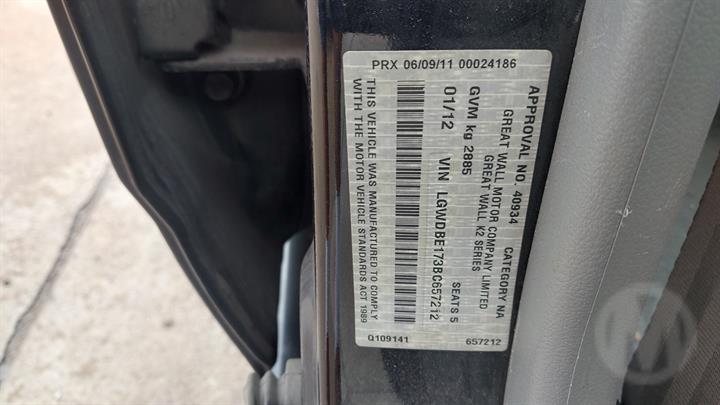 PRX 06/09/11 00024186
APPROVAL NO. 40934 CATEGORY NA
GREAT WALL MOTOR COMPANY LIMITED
GREAT WALL K2 SERIES
GVM kg 2885 SEATS 5
01/12 VIN LGWDBE173BC657212
THIS VEHICLE WAS MANUFACTURED TO COMPLY
WITH THE MOTOR VEHICLE STANDARDS ACT 1989
Q109141 657212
M